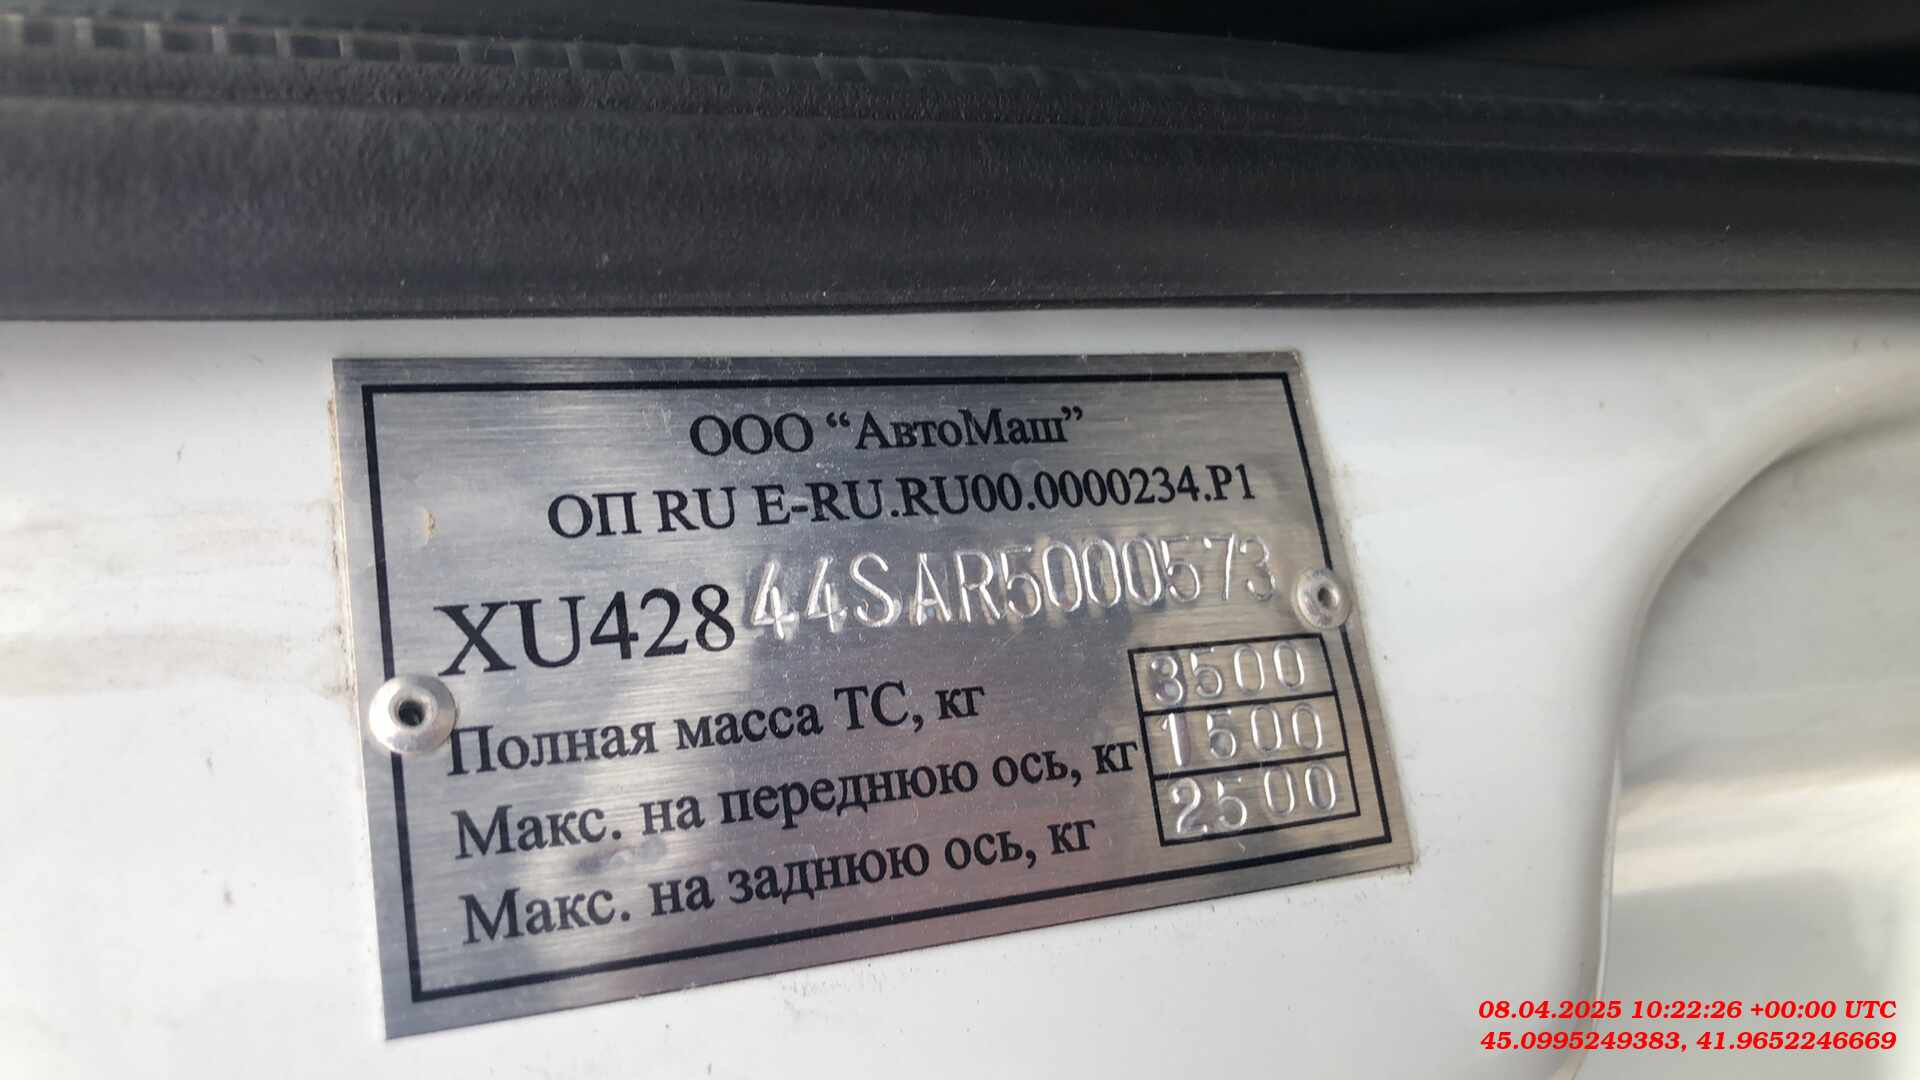 ООО “АвтоМаш”
ОП RU E-RU.RU00.0000234.P1
XU42844SAR5000573
Полная масса ТС, кг 3500
Макс. на переднюю ось, кг 1500
Макс. на заднюю ось, кг 2500
08.04.2025 10:22:26 +00:00 UTC
45.0995249383, 41.9652246669